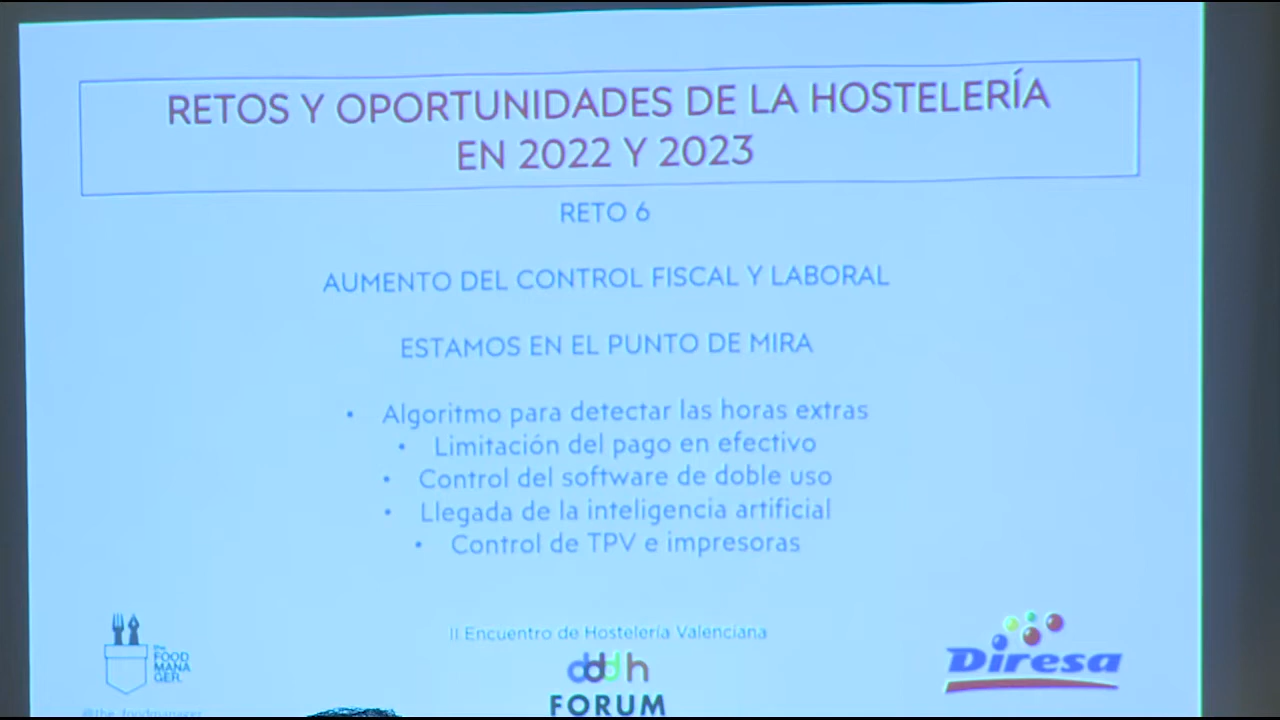 RETOS Y OPORTUNIDADES DE LA HOSTELERÍA
EN 2022 Y 2023
RETO 6
AUMENTO DEL CONTROL FISCAL Y LABORAL
ESTAMOS EN EL PUNTO DE MIRA
• Algoritmo para detectar las horas extras
• Limitación del pago en efectivo
• Control del software de doble uso
• Llegada de la inteligencia artificial
• Control de TPV e impresoras
the
FOOD
MANA
GER.
@the_foodmanager
II Encuentro de Hostelería Valenciana
dddh
FORUM
Diresa